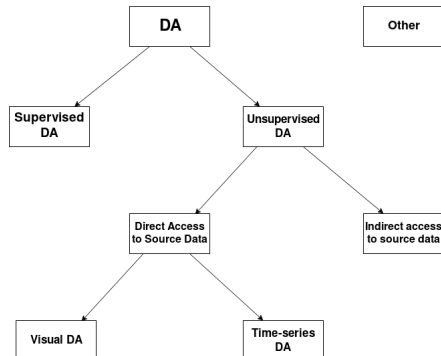 DA
Other
Supervised
DA
Unsupervised
DA
Direct Access
to Source Data
Indirect access
to source data
Visual DA
Time-series
DA